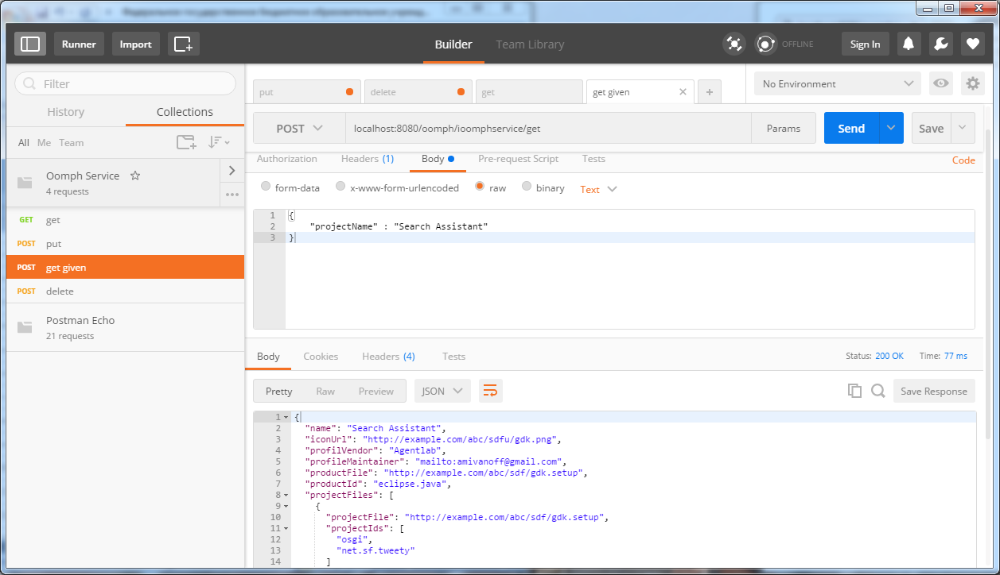 Федеральное государственное бюджетное образовательное учрежд...
Runner
Import
Builder
Team Library
OFFLINE
Sign In
Filter
History
Collections
All Me Team
Oomph Service
4 requests
GET get
POST put
POST get given
POST delete
Postman Echo
21 requests
put
delete
get
get given
No Environment
POST
localhost:8080/oomph/ioomphservice/get
Params
Send
Save
Authorization
Headers (1)
Body
Pre-request Script
Tests
Code
form-data
x-www-form-urlencoded
raw
binary
Text
1 {
2 "projectName" : "Search Assistant"
3 }
Body
Cookies
Headers (4)
Tests
Status: 200 OK
Time: 77 ms
Pretty
Raw
Preview
JSON
Save Response
1 {
2 "name": "Search Assistant",
3 "iconUrl": "http://example.com/abc/sdfu/gdk.png",
4 "profilVendor": "Agentlab",
5 "profileMaintainer": "mailto:amivanoff@gmail.com",
6 "productFile": "http://example.com/abc/sdf/gdk.setup",
7 "productId": "eclipse.java",
8 "projectFiles": [
9 {
10 "projectFile": "http://example.com/abc/sdf/gdk.setup",
11 "projectIds": [
12 "osgi",
13 "net.sf.tweety"
14 ]